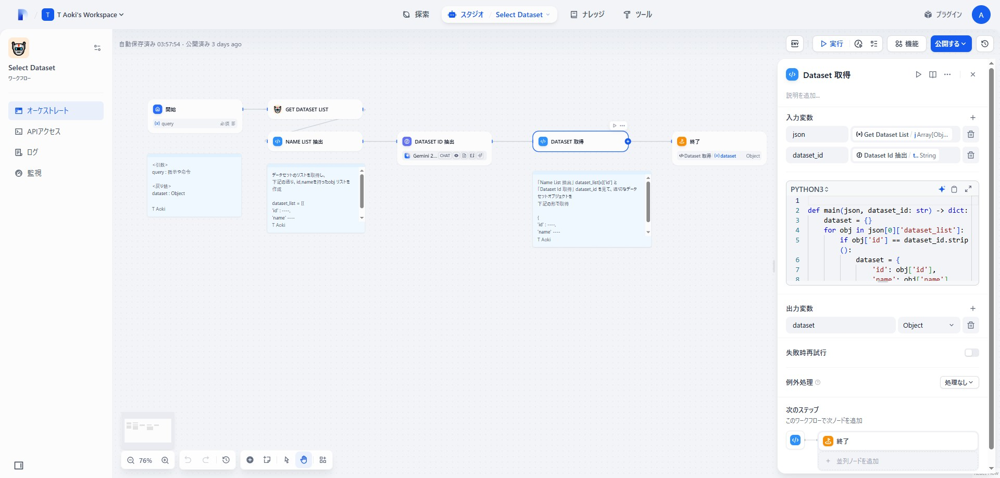 T
T Aoki's Workspace
探索
スタジオ / Select Dataset
ナレッジ
ツール
プラグイン
A
Select Dataset
ワークフロー
オーケストレート
APIアクセス
ログ
監視
自動保存済み 03:57:54 · 公開済み 3 days ago
ENV
実行
機能
公開する
開始
(x) query
必須
GET DATASET LIST
NAME LIST 抽出
DATASET ID 抽出
Gemini 2...
CHAT
DATASET 取得
終了
Dataset 取得 / (x) dataset
Object
<引数>
query : 指示や命令
<戻り値>
dataset : Object
T Aoki
データセットのリストを取得し、
下記の通り、id,nameを持ったobj リストを
作成
dataset_list = [{
'id' : ----,
'name' ----
T Aoki
「Name List 抽出」 dataset_list[x]['id'] と
「Dataset Id 取得」 dataset_id を見て、適切なデータ
セットオブジェクトを
下記の形で取得
{
'id' : ----,
'name' ----
T Aoki
76%
Dataset 取得
説明を追加...
入力変数
json
(x) Get Dataset List / j Array[Obj...
dataset_id
Dataset Id 抽出 / t.. String
PYTHON3
1
2 def main(json, dataset_id: str) -> dict:
3 dataset = {}
4 for obj in json[0]['dataset_list']:
5 if obj['id'] == dataset_id.strip
():
6 dataset = {
7 'id': obj['id'],
8 'name': obj['name']
出力変数
dataset
Object
失敗時再試行
例外処理
処理なし
次のステップ
このワークフローで次ノードを追加
終了
+ 並列ノードを追加